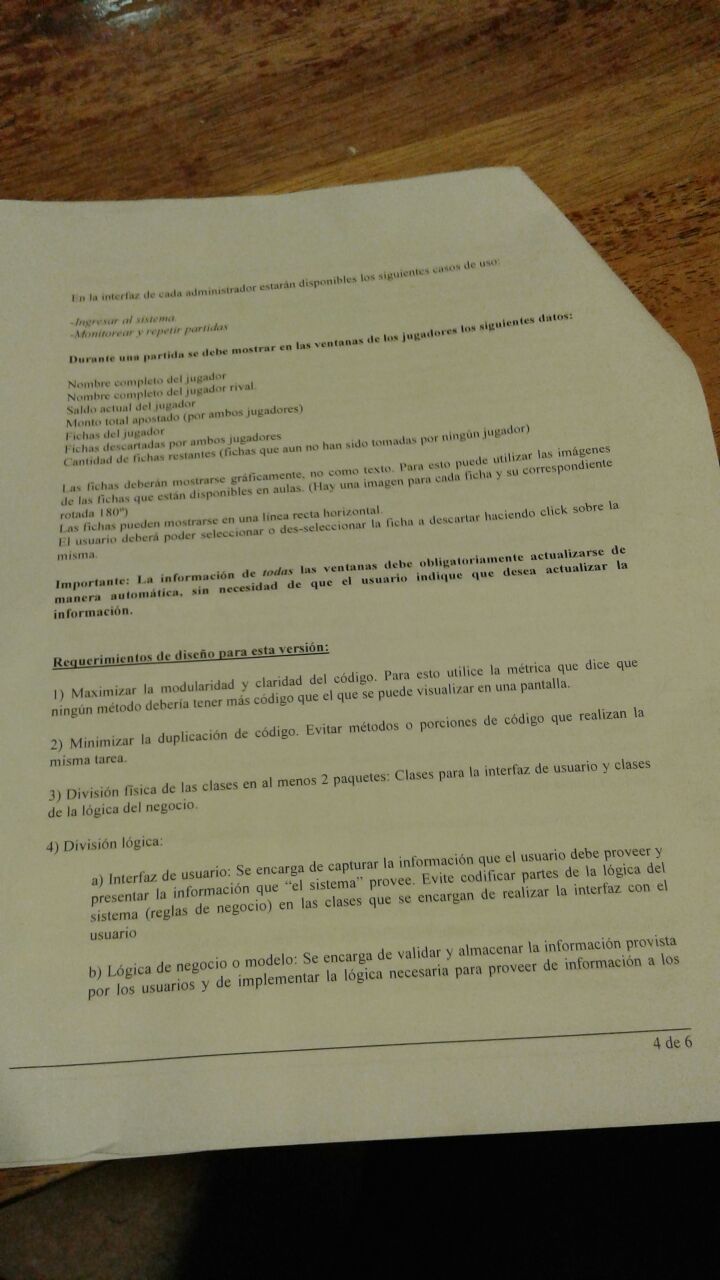 En la interfaz de cada administrador estarán disponibles los siguientes casos de uso:
-Ingresar al sistema.
-Monitorear y repetir partidas
Durante una partida se debe mostrar en las ventanas de los jugadores los siguientes datos:
Nombre completo del jugador
Nombre completo del jugador rival.
Saldo actual del jugador
Monto total apostado (por ambos jugadores)
Fichas del jugador
Fichas descartadas por ambos jugadores
Cantidad de fichas restantes (fichas que aun no han sido tomadas por ningún jugador)
Las fichas deberán mostrarse gráficamente, no como texto. Para esto puede utilizar las imágenes
de las fichas que están disponibles en aulas. (Hay una imagen para cada ficha y su correspondiente
rotada 180º)
Las fichas pueden mostrarse en una línea recta horizontal.
El usuario deberá poder seleccionar o des-seleccionar la ficha a descartar haciendo click sobre la
misma.
Importante: La información de todas las ventanas debe obligatoriamente actualizarse de
manera automática, sin necesidad de que el usuario indique que desea actualizar la
información.
Requerimientos de diseño para esta versión:
1) Maximizar la modularidad y claridad del código. Para esto utilice la métrica que dice que
ningún método debería tener más código que el que se puede visualizar en una pantalla.
2) Minimizar la duplicación de código. Evitar métodos o porciones de código que realizan la
misma tarea.
3) División física de las clases en al menos 2 paquetes: Clases para la interfaz de usuario y clases
de la lógica del negocio.
4) División lógica:
a) Interfaz de usuario: Se encarga de capturar la información que el usuario debe proveer y
presentar la información que “el sistema” provee. Evite codificar partes de la lógica del
sistema (reglas de negocio) en las clases que se encargan de realizar la interfaz con el
usuario
b) Lógica de negocio o modelo: Se encarga de validar y almacenar la información provista
por los usuarios y de implementar la lógica necesaria para proveer de información a los
4 de 6